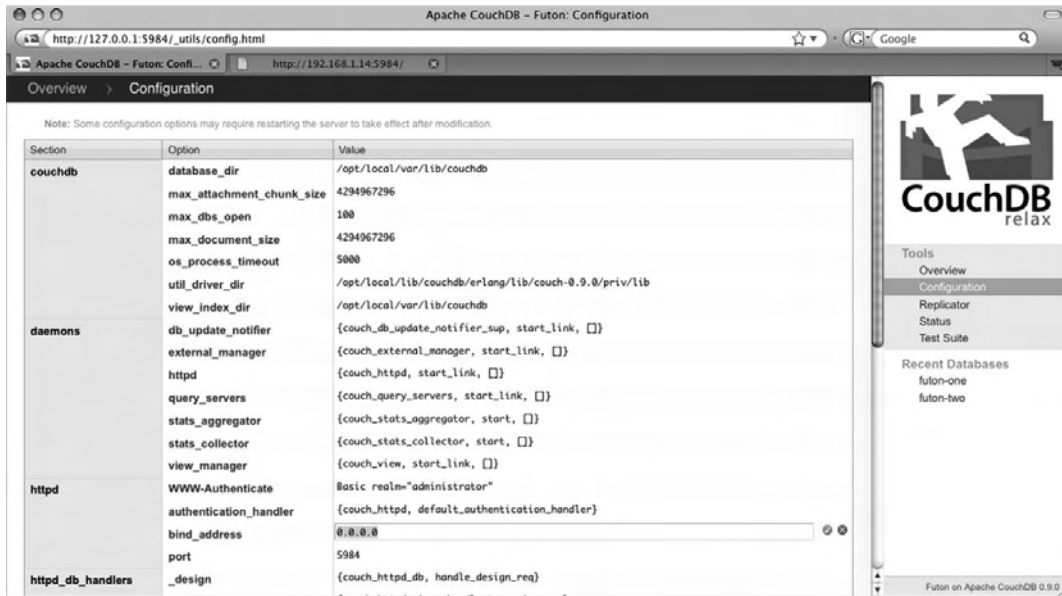 Apache CouchDB – Futon: Configuration
http://127.0.0.1:5984/_utils/config.html
Google
Apache CouchDB – Futon: Confi...
http://192.168.1.14:5984/
Overview > Configuration
Note: Some configuration options may require restarting the server to take effect after modification.
Section Option Value
couchdb database_dir /opt/local/var/lib/couchdb
max_attachment_chunk_size 4294967296
max_dbs_open 100
max_document_size 4294967296
os_process_timeout 5000
util_driver_dir /opt/local/lib/couchdb/erlang/lib/couch-0.9.0/priv/lib
view_index_dir /opt/local/var/lib/couchdb
daemons db_update_notifier {couch_db_update_notifier_sup, start_link, []}
external_manager {couch_external_manager, start_link, []}
httpd {couch_httpd, start_link, []}
query_servers {couch_query_servers, start_link, []}
stats_aggregator {couch_stats_aggregator, start, []}
stats_collector {couch_stats_collector, start, []}
view_manager {couch_view, start_link, []}
httpd WWW-Authenticate Basic realm="administrator"
authentication_handler {couch_httpd, default_authentication_handler}
bind_address 0.0.0.0
port 5984
httpd_db_handlers _design {couch_httpd_db, handle_design_req}
CouchDB
relax
Tools
Overview
Configuration
Replicator
Status
Test Suite
Recent Databases
futon-one
futon-two
Futon on Apache CouchDB 0.9.0